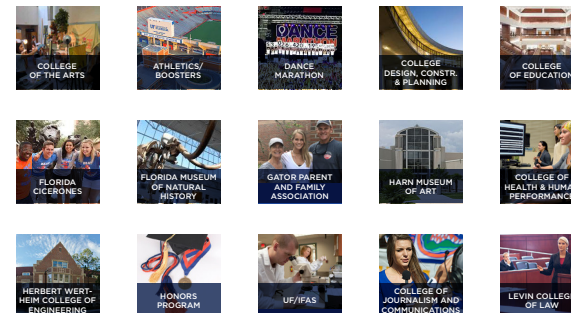 COLLEGE
OF THE ARTS
ATHLETICS/
BOOSTERS
DANCE
DANCE
MARATHON
COLLEGE
DESIGN, CONSTR.
& PLANNING
COLLEGE
OF EDUCATION
FLORIDA
CICERONES
FLORIDA MUSEUM
OF NATURAL
HISTORY
GATOR PARENT
AND FAMILY
ASSOCIATION
HARN MUSEUM
OF ART
COLLEGE OF
HEALTH & HUMA
PERFORMANCE
HERBERT WERT-
HEIM COLLEGE OF
ENGINEERING
HONORS
PROGRAM
UF/IFAS
COLLEGE OF
JOURNALISM AND
COMMUNICATIONS
LEVIN COLLEGE
OF LAW